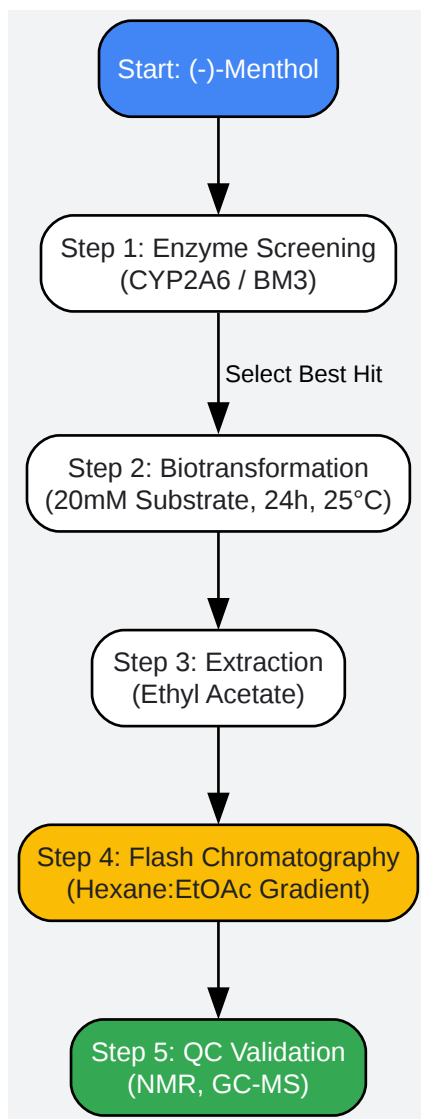 Start: (-)-Menthol
Step 1: Enzyme Screening
(CYP2A6 / BM3)
Select Best Hit
Step 2: Biotransformation
(20mM Substrate, 24h, 25°C)
Step 3: Extraction
(Ethyl Acetate)
Step 4: Flash Chromatography
(Hexane:EtOAc Gradient)
Step 5: QC Validation
(NMR, GC-MS)